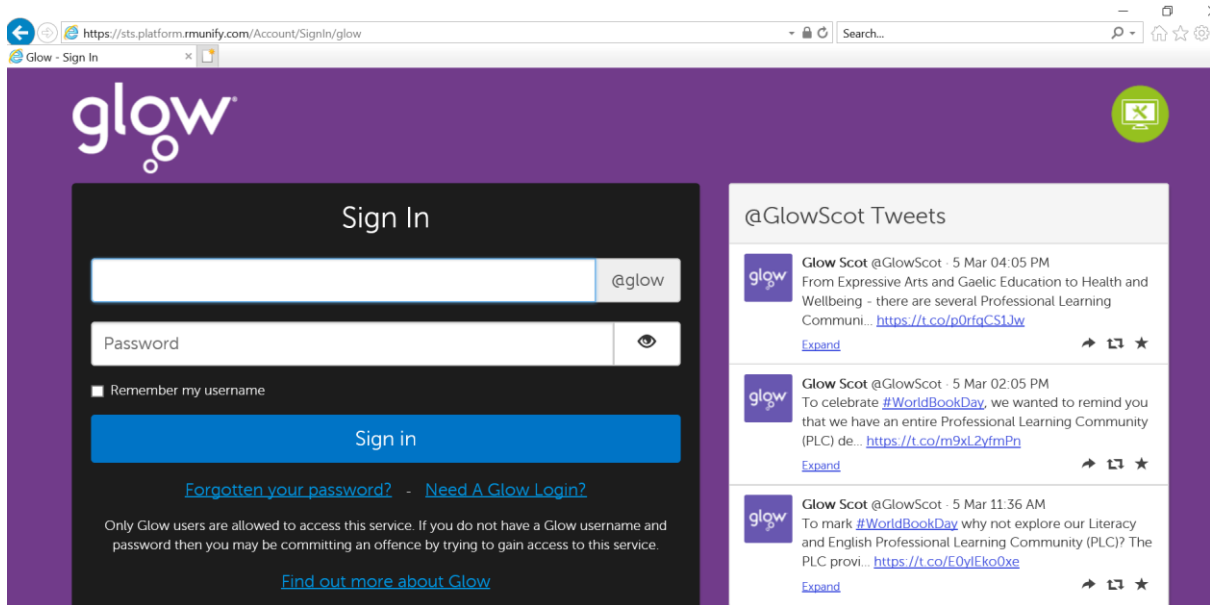 https://sts.platform.rmunify.com/Account/SignIn/glow
Search...
Glow - Sign In
glow
Sign In
@glow
Password
Remember my username
Sign in
Forgotten your password? - Need A Glow Login?
Only Glow users are allowed to access this service. If you do not have a Glow username and
password then you may be committing an offence by trying to gain access to this service.
Find out more about Glow
@GlowScot Tweets
glow
Glow Scot @GlowScot · 5 Mar 04:05 PM
From Expressive Arts and Gaelic Education to Health and
Wellbeing - there are several Professional Learning
Communi... https://t.co/p0rfqCS1Jw
Expand
glow
Glow Scot @GlowScot · 5 Mar 02:05 PM
To celebrate #WorldBookDay, we wanted to remind you
that we have an entire Professional Learning Community
(PLC) de... https://t.co/m9xL2yfmPn
Expand
glow
Glow Scot @GlowScot · 5 Mar 11:36 AM
To mark #WorldBookDay why not explore our Literacy
and English Professional Learning Community (PLC)? The
PLC provi... https://t.co/E0ylEko0xe
Expand